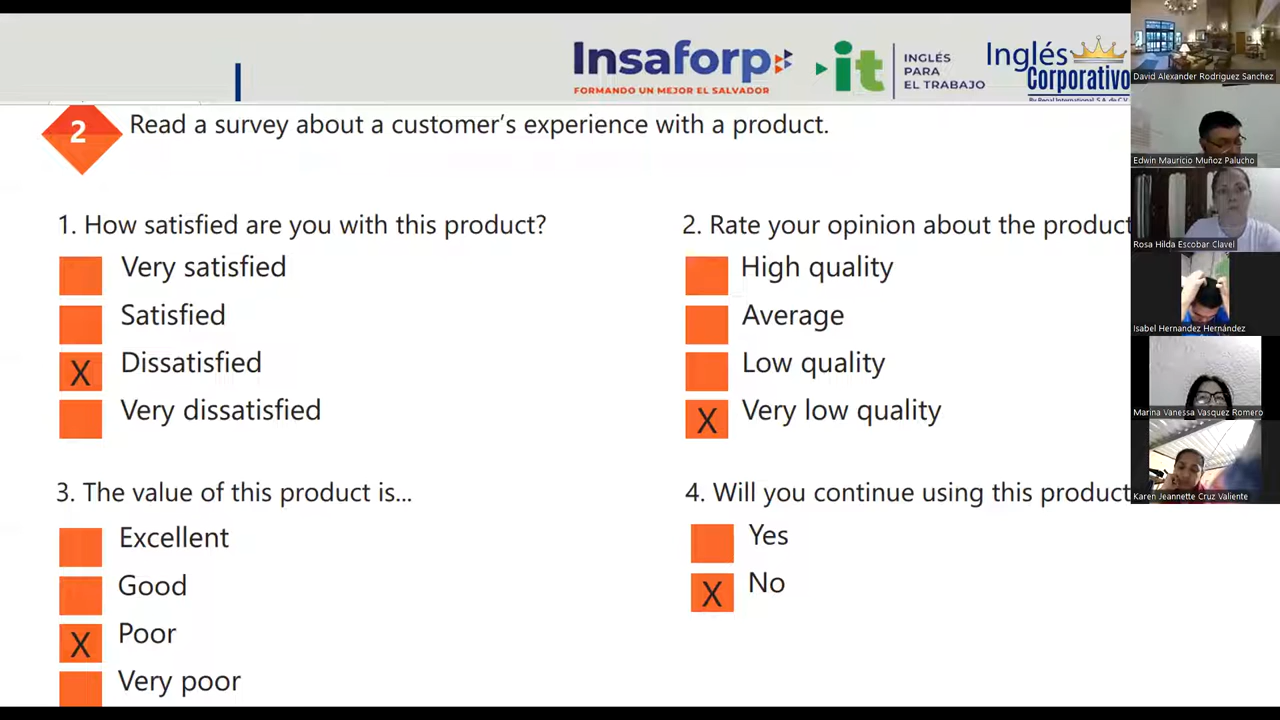 Insaforp
FORMANDO UN MEJOR EL SALVADOR
it
INGLÉS
PARA
EL TRABAJO
Inglés
Corporativo
2
Read a survey about a customer's experience with a product.
1. How satisfied are you with this product?
Very satisfied
Satisfied
X Dissatisfied
Very dissatisfied
2. Rate your opinion about the product
High quality
Average
Low quality
X Very low quality
3. The value of this product is...
Excellent
Good
X Poor
Very poor
4. Will you continue using this product
Yes
X No
David Alexander Rodriguez Sanchez
Edwin Mauricio Muñoz Palucho
Rosa Hilda Escobar Clavel
Isabel Hernandez Hernández
Marina Vanessa Vasquez Romero
Karen Jeannette Cruz Valiente